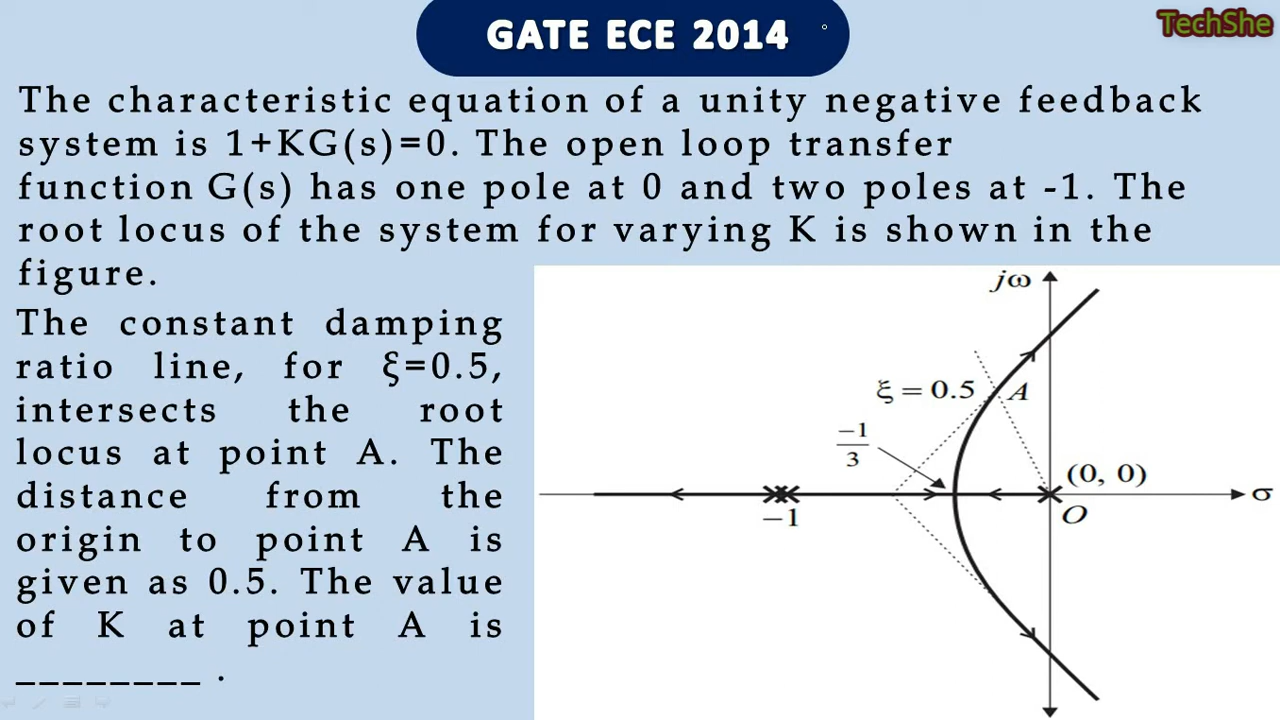 GATE ECE 2014
TechShe
The characteristic equation of a unity negative feedback
system is 1+KG(s)=0. The open loop transfer
function G(s) has one pole at 0 and two poles at -1. The
root locus of the system for varying K is shown in the
figure.
The constant damping
ratio line, for ξ=0.5,
intersects the root
locus at point A. The
distance from the
origin to point A is
given as 0.5. The value
of K at point A is
________ .
jω
ξ = 0.5
A
−1
3
(0, 0)
σ
−1
O